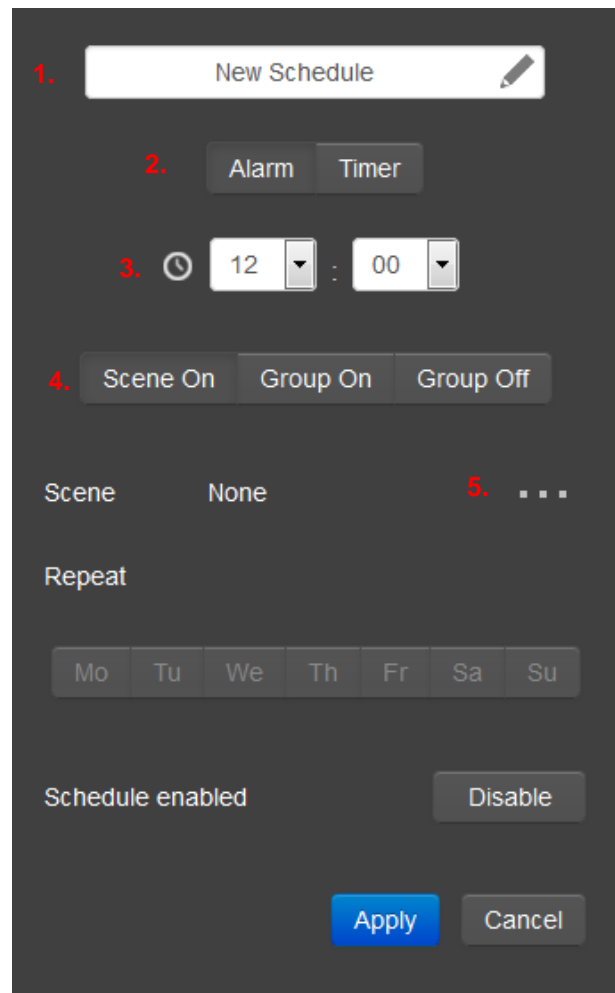 1. New Schedule
2. Alarm Timer
3. 12 : 00
4. Scene On Group On Group Off
Scene None 5. ...
Repeat
Mo Tu We Th Fr Sa Su
Schedule enabled Disable
Apply Cancel